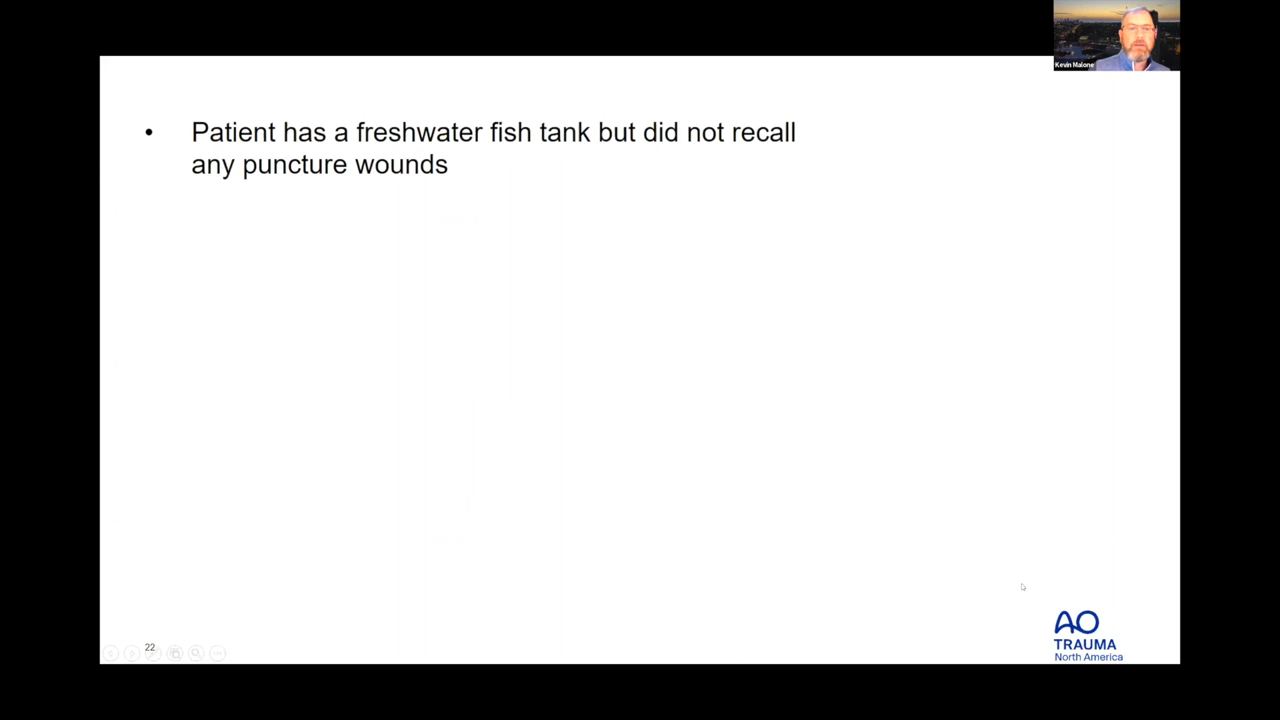 Kevin Malone
• Patient has a freshwater fish tank but did not recall
any puncture wounds
22
AO
TRAUMA
North America